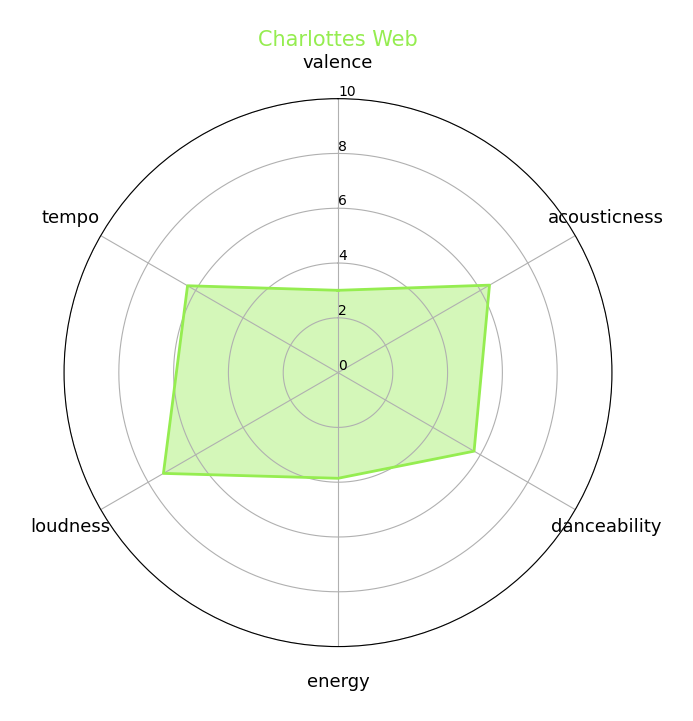 Charlottes Web
valence
10
8
acousticness
tempo
6
4
2
0
loudness
danceability
energy